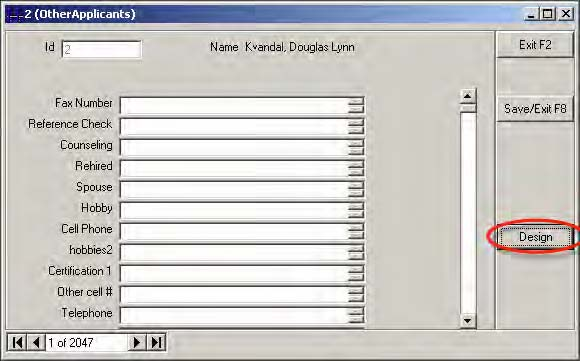 2 (OtherApplicants)
Id 2 Name Kvandal, Douglas Lynn
Exit F2
Fax Number
Save/Exit F8
Reference Check
Counseling
Rehired
Spouse
Hobby
Cell Phone
Design
hobbies2
Certification 1
Other cell #
Telephone
1 of 2047